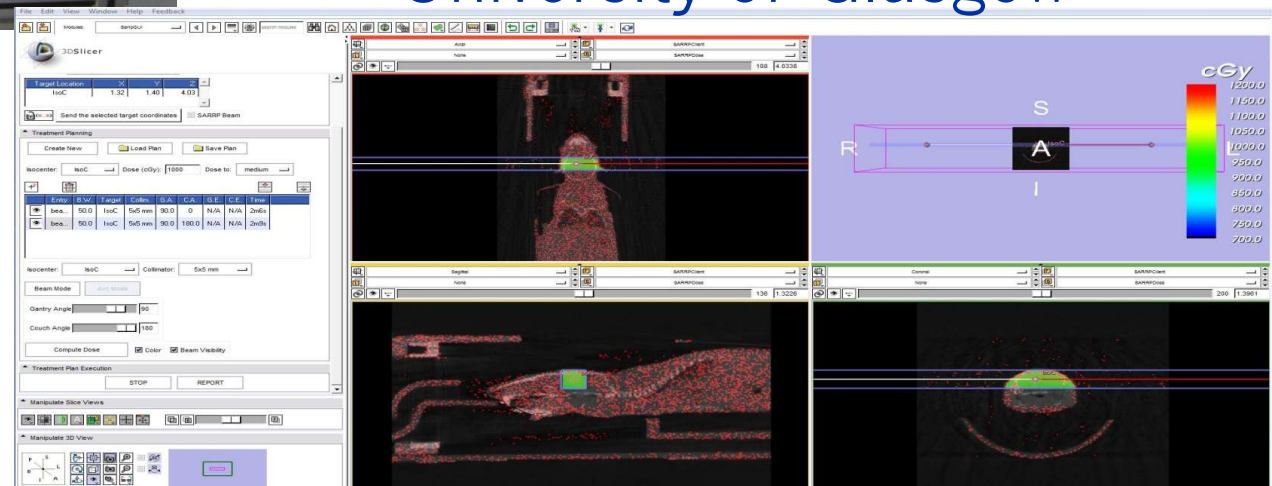 University of Glasgow
File Edit View Window Help Feedback
Modules SarrpGUI Search modules
3DSlicer
Axial SARRPClient
None SARRPDose
108 4.0338
Target Location X Y Z
IsoC 1.32 1.40 4.03
Send the selected target coordinates SARRP Beam
Treatment Planning
Create New Load Plan Save Plan
Isocenter: IsoC Dose (cGy): 1000 Dose to: medium
Entry B.W. Target Collim. G.A. C.A. G.E. C.E. Time
bea... 50.0 IsoC 5x5 mm 90.0 0 N/A N/A 2m6s
bea... 50.0 IsoC 5x5 mm 90.0 180.0 N/A N/A 2m9s
Isocenter: IsoC Collimator: 5x5 mm
Beam Mode Arc Mode
Gantry Angle 90
Couch Angle 180
Compute Dose Color Beam Visibility
Treatment Plan Execution
STOP REPORT
Manipulate Slice Views
Manipulate 3D View
P S
R L
I A
cGy
1200.0
1150.0
1100.0
1050.0
1000.0
950.0
900.0
850.0
800.0
750.0
700.0
S
R A IsoC L
I
Sagittal SARRPClient
None SARRPDose
136 1.3226
Coronal SARRPClient
None SARRPDose
200 1.3961